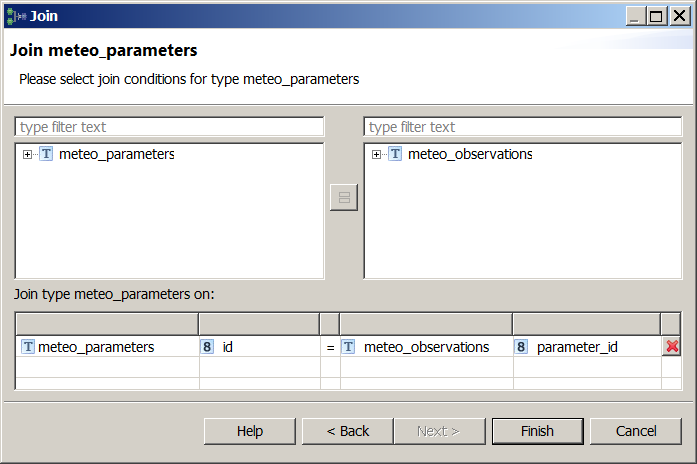 Join
Join meteo_parameters
Please select join conditions for type meteo_parameters
type filter text type filter text
T meteo_parameters T meteo_observations
Join type meteo_parameters on:
T meteo_parameters 8 id = T meteo_observations 8 parameter_id
Help < Back Next > Finish Cancel